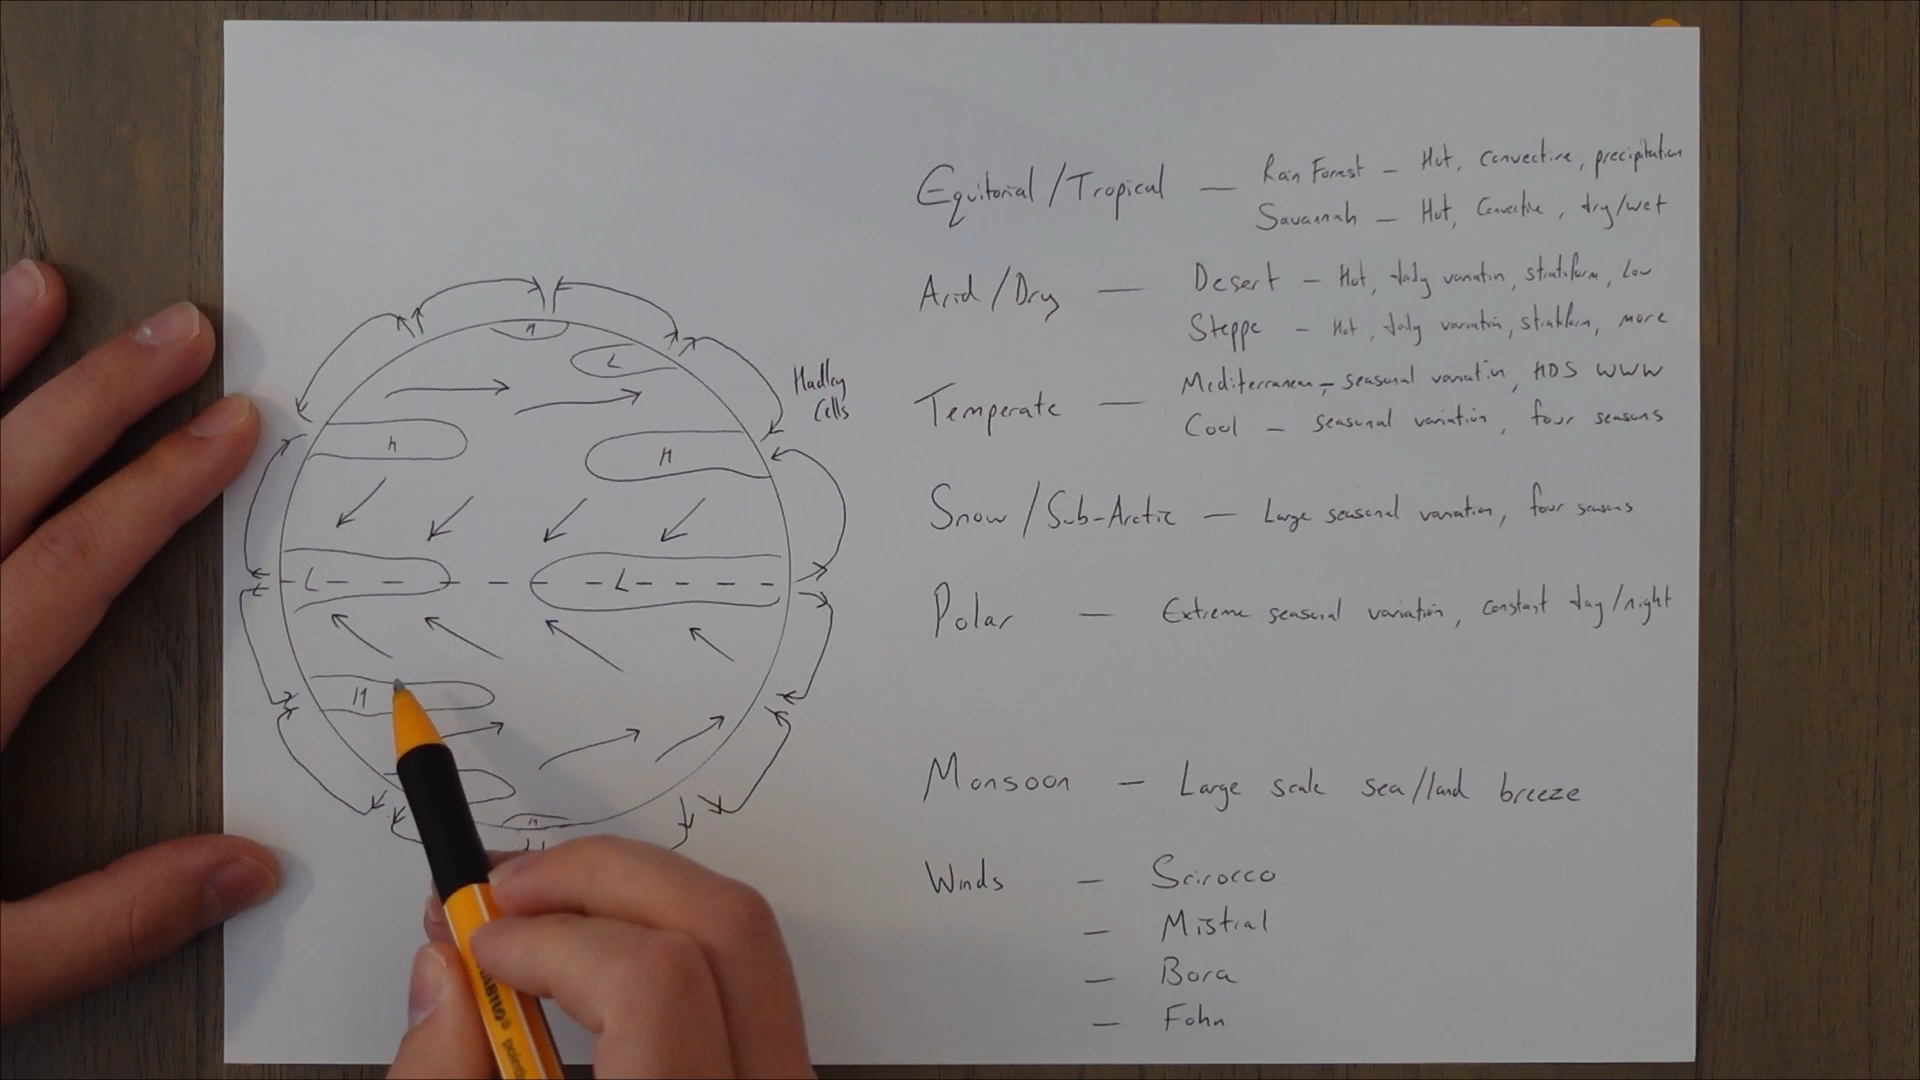 Equitorial / Tropical — Rain Forrest — Hot, Convective, precipitation
Savannah — Hot, Convective, dry/wet
Arid / Dry — Desert — Hot, daily variation, stratiform, Low
Steppe — Hot, daily variation, stratiform, more
Temperate — Mediterranean — seasonal variation, HDS WWW
Cool — seasonal variation, four seasons
Snow / Sub-Arctic — Large seasonal variation, four seasons
Polar — Extreme seasonal variation, constant day/night
Monsoon — Large scale sea/land breeze
Winds — Scirocco
— Mistral
— Bora
— Fohn
H
L
Hadley
Cells
H
H
L
L
H
H
STABILO